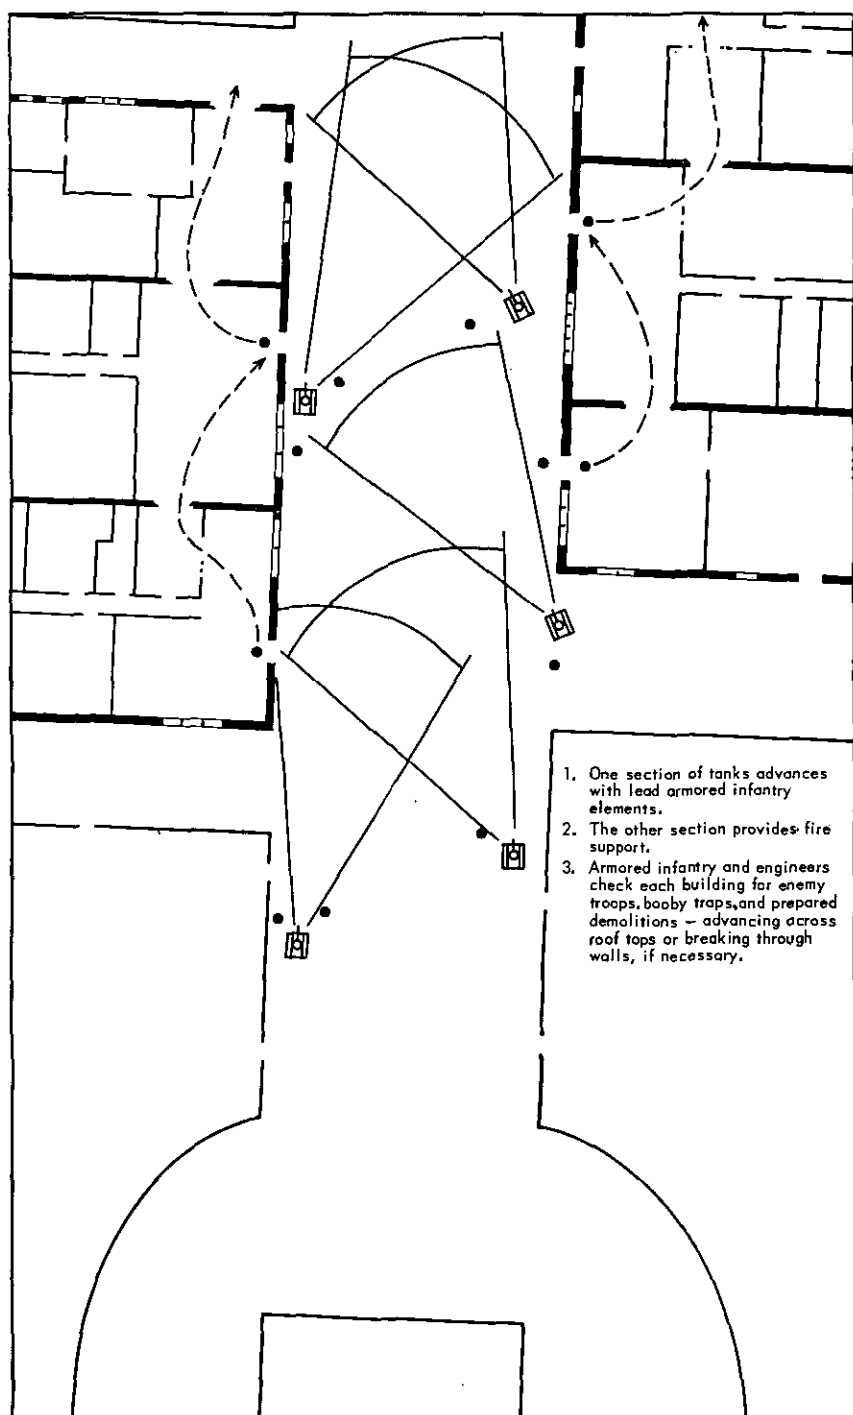 1. One section of tanks advances
with lead armored infantry
elements.
2. The other section provides fire
support.
3. Armored infantry and engineers
check each building for enemy
troops, booby traps, and prepared
demolitions – advancing across
roof tops or breaking through
walls, if necessary.